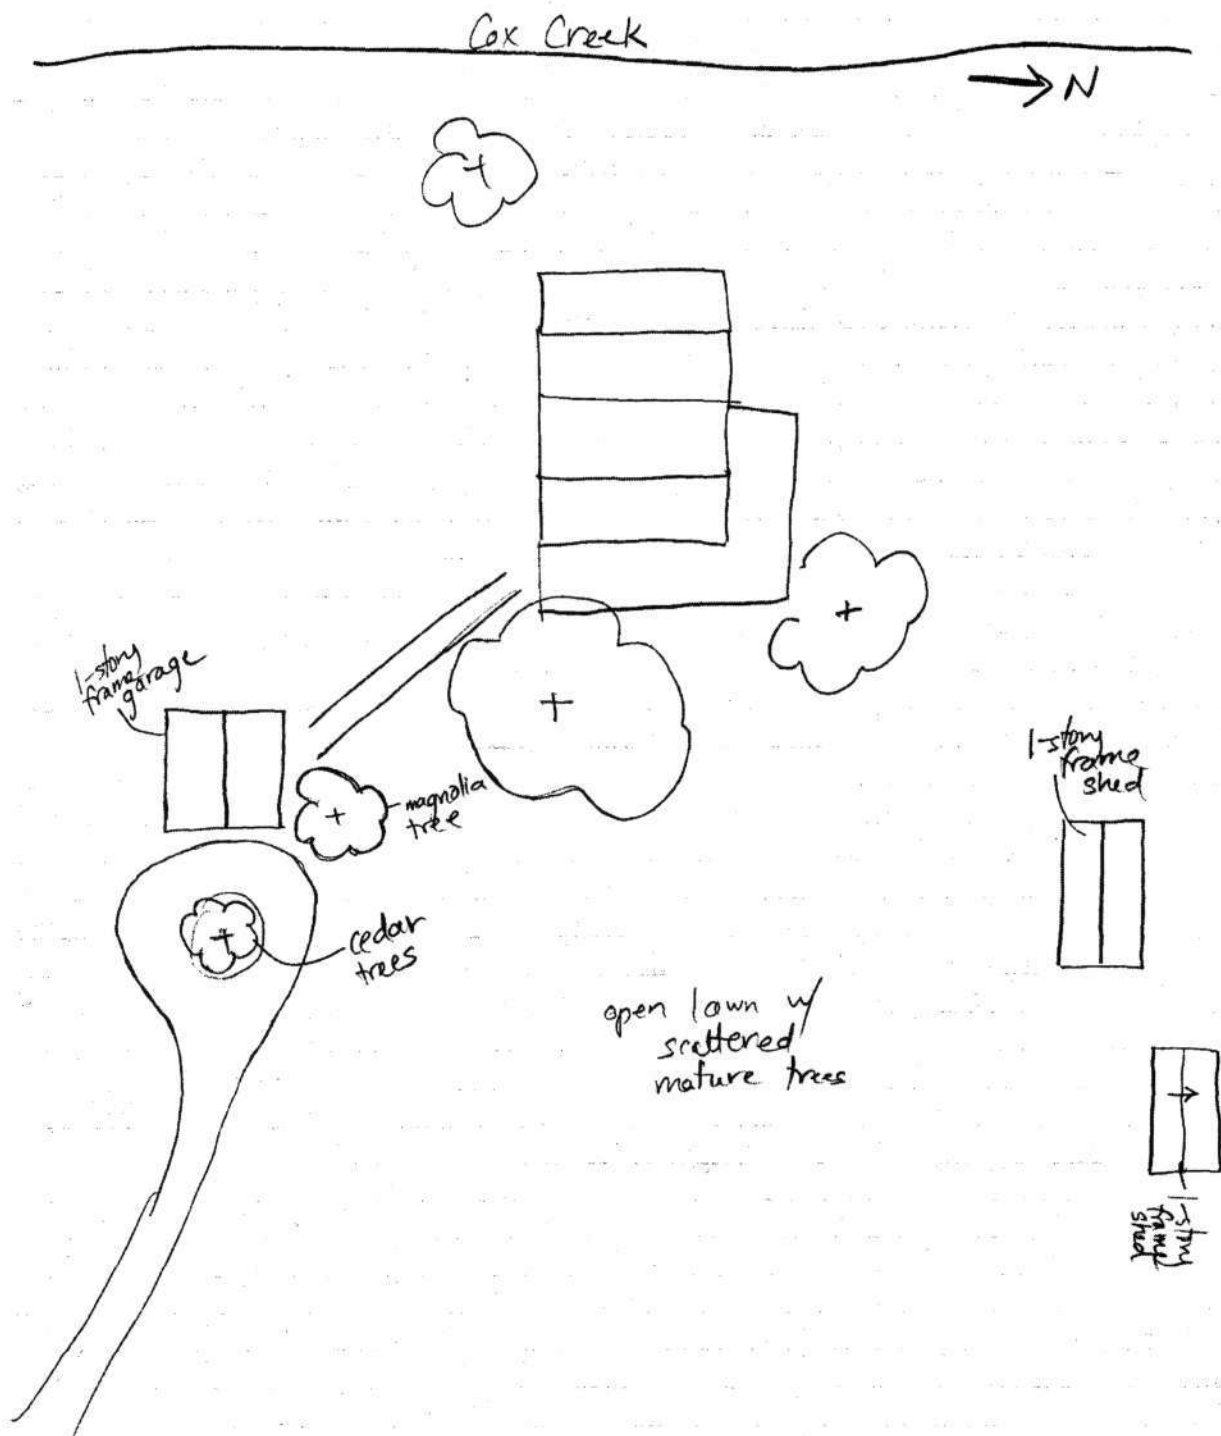 Cox Creek
N
1-story
frame
garage
magnolia
tree
1-story
frame
shed
cedar
trees
open lawn w/
scattered
mature trees
1-story
frame
shed